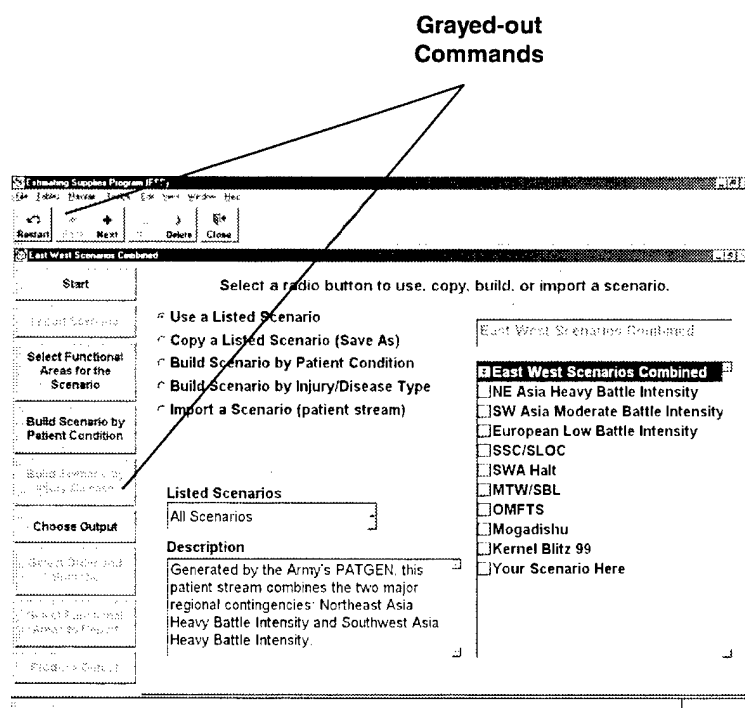 Grayed-out
Commands
Estimating Supplies Program (ESP)
Restart Next Delete Close
East West Scenarios Combined
Start
Select a radio button to use, copy, build, or import a scenario.
Use a Listed Scenario
Copy a Listed Scenario (Save As)
Build Scenario by Patient Condition
Build Scenario by Injury/Disease Type
Import a Scenario (patient stream)
East West Scenarios Combined
Select Functional
Areas for the
Scenario
Build Scenario by
Patient Condition
Build Scenario by
Choose Output
Listed Scenarios
All Scenarios
Description
Generated by the Army's PATGEN, this
patient stream combines the two major
regional contingencies: Northeast Asia
Heavy Battle Intensity and Southwest Asia
Heavy Battle Intensity.
East West Scenarios Combined
NE Asia Heavy Battle Intensity
SW Asia Moderate Battle Intensity
European Low Battle Intensity
SSC/SLOC
SWA Halt
MTW/SBL
OMFTS
Mogadishu
Kernel Blitz 99
Your Scenario Here